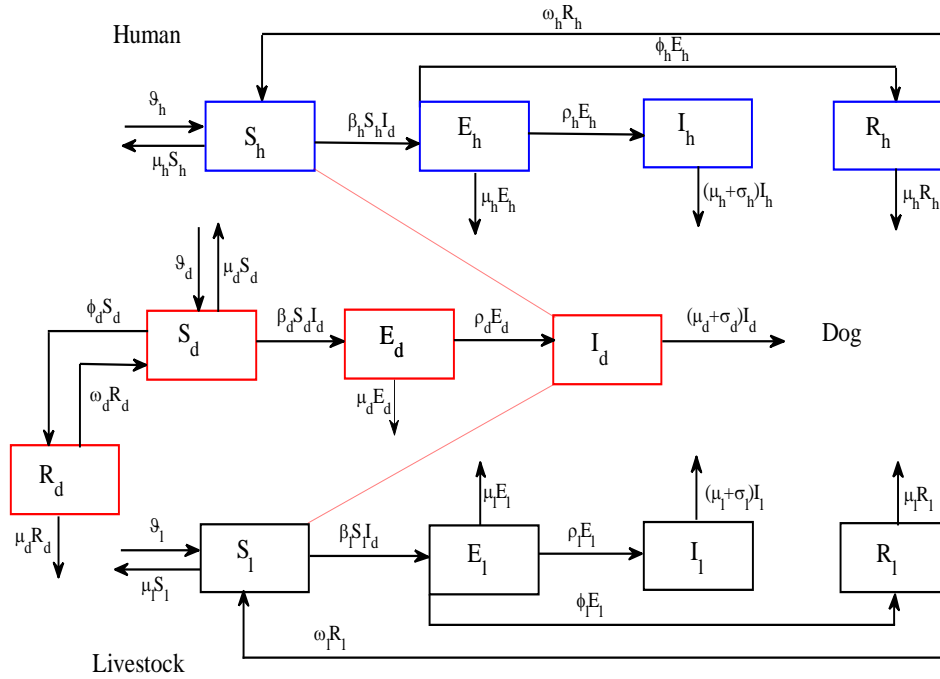 ω_hR_h
Human
ϕ_hE_h
ϑ_h
β_hS_hI_d
ρ_hE_h
S_h
E_h
I_h
R_h
μ_hS_h
μ_hE_h
(μ_h+σ_h)I_h
μ_hR_h
ϑ_d
μ_dS_d
ϕ_dS_d
β_dS_dI_d
ρ_dE_d
(μ_d+σ_d)I_d
S_d
E_d
I_d
Dog
ω_dR_d
μ_dE_d
R_d
μ_lE_l
(μ_l+σ_l)I_l
μ_lR_l
μ_dR_d
ϑ_l
β_lS_lI_d
ρ_lE_l
S_l
E_l
I_l
R_l
μ_lS_l
ϕ_lE_l
ω_lR_l
Livestock